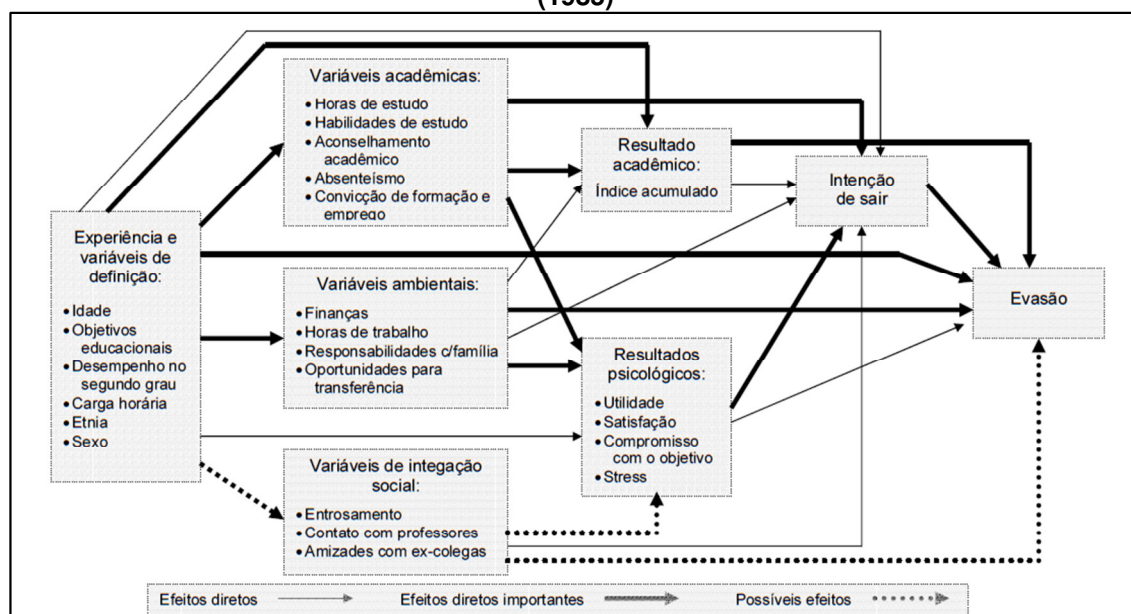 (1985)
Variáveis acadêmicas:
• Horas de estudo
• Habilidades de estudo
• Aconselhamento
acadêmico
• Absenteísmo
• Convicção de formação e
emprego
Resultado
acadêmico:
Índice acumulado
Intenção
de sair
Experiência e
variáveis de
definição:
• Idade
• Objetivos
educacionais
• Desempenho no
segundo grau
• Carga horária
• Etnia
• Sexo
Variáveis ambientais:
• Finanças
• Horas de trabalho
• Responsabilidades c/família
• Oportunidades para
transferência
Evasão
Resultados
psicológicos:
• Utilidade
• Satisfação
• Compromisso
com o objetivo
• Stress
Variáveis de integação
social:
• Entrosamento
• Contato com professores
• Amizades com ex-colegas
Efeitos diretos
Efeitos diretos importantes
Possíveis efeitos